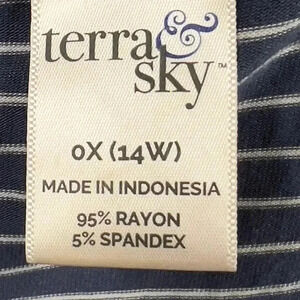 terra &
sky™
0X (14W)
MADE IN INDONESIA
95% RAYON
5% SPANDEX